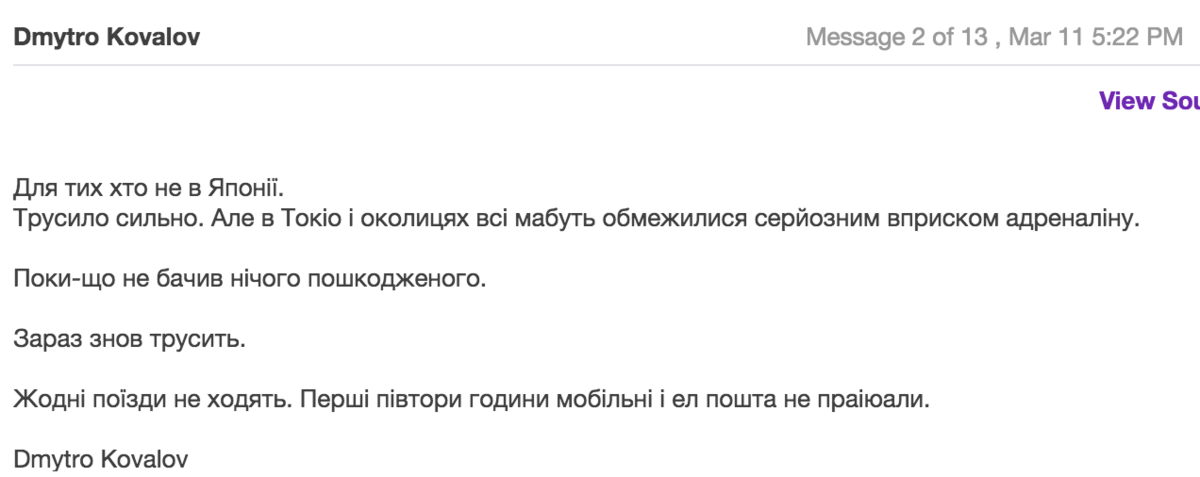 Dmytro Kovalov
Message 2 of 13 , Mar 11 5:22 PM
View Sou
Для тих хто не в Японії.
Трусило сильно. Але в Токіо і околицях всі мабуть обмежилися серйозним вприском адреналіну.
Поки-що не бачив нічого пошкодженого.
Зараз знов трусить.
Жодні поїзди не ходять. Перші півтори години мобільні і ел пошта не праіюали.
Dmytro Kovalov